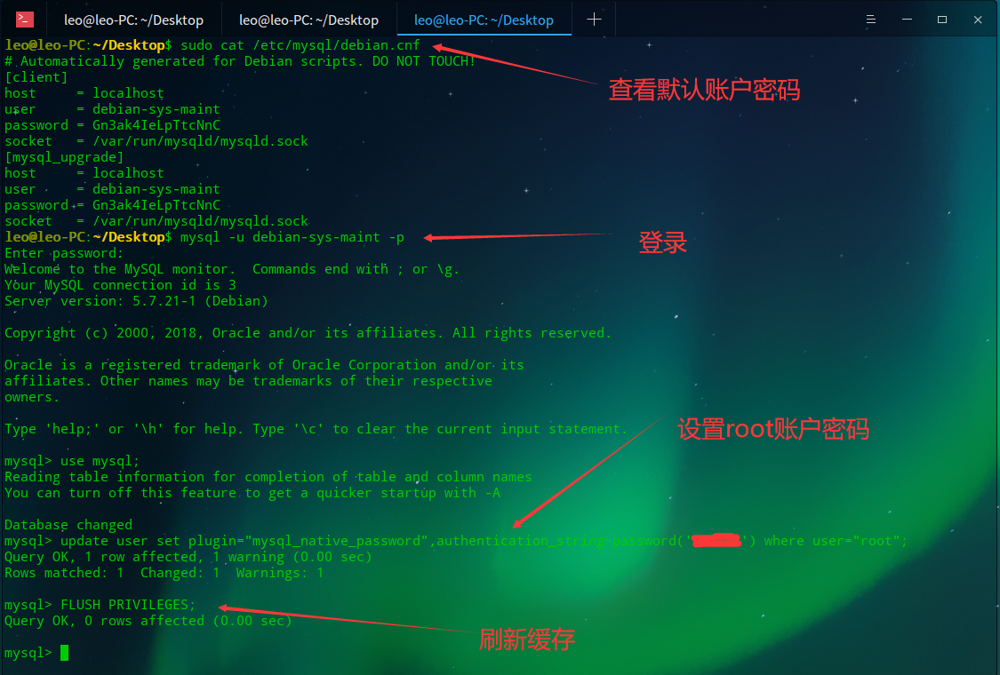 leo@leo-PC: ~/Desktop
leo@leo-PC: ~/Desktop
leo@leo-PC: ~/Desktop
leo@leo-PC:~/Desktop$ sudo cat /etc/mysql/debian.cnf
# Automatically generated for Debian scripts. DO NOT TOUCH!
查看默认账户密码
[client]
host     = localhost
user     = debian-sys-maint
password = Gn3ak4IeLpTtcNnC
socket   = /var/run/mysqld/mysqld.sock
[mysql_upgrade]
host     = localhost
user     = debian-sys-maint
password = Gn3ak4IeLpTtcNnC
socket   = /var/run/mysqld/mysqld.sock
leo@leo-PC:~/Desktop$ mysql -u debian-sys-maint -p
登录
Enter password:
Welcome to the MySQL monitor.  Commands end with ; or \g.
Your MySQL connection id is 3
Server version: 5.7.21-1 (Debian)
Copyright (c) 2000, 2018, Oracle and/or its affiliates. All rights reserved.
Oracle is a registered trademark of Oracle Corporation and/or its
affiliates. Other names may be trademarks of their respective
owners.
Type 'help;' or '\h' for help. Type '\c' to clear the current input statement.
设置root账户密码
mysql> use mysql;
Reading table information for completion of table and column names
You can turn off this feature to get a quicker startup with -A
Database changed
mysql> update user set plugin="mysql_native_password",authentication_string=password('') where user="root";
Query OK, 1 row affected, 1 warning (0.00 sec)
Rows matched: 1  Changed: 1  Warnings: 1
mysql> FLUSH PRIVILEGES;
Query OK, 0 rows affected (0.00 sec)
刷新缓存
mysql>